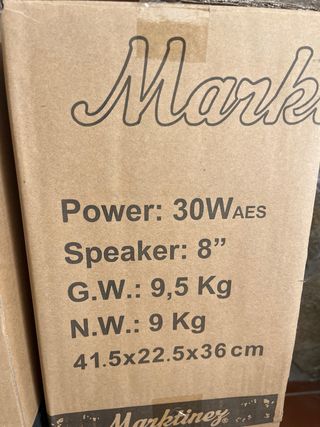 Power: 30WAES
Speaker: 8”
G.W.: 9,5 Kg
N.W.: 9 Kg
41.5x22.5x36cm
Marktinez®